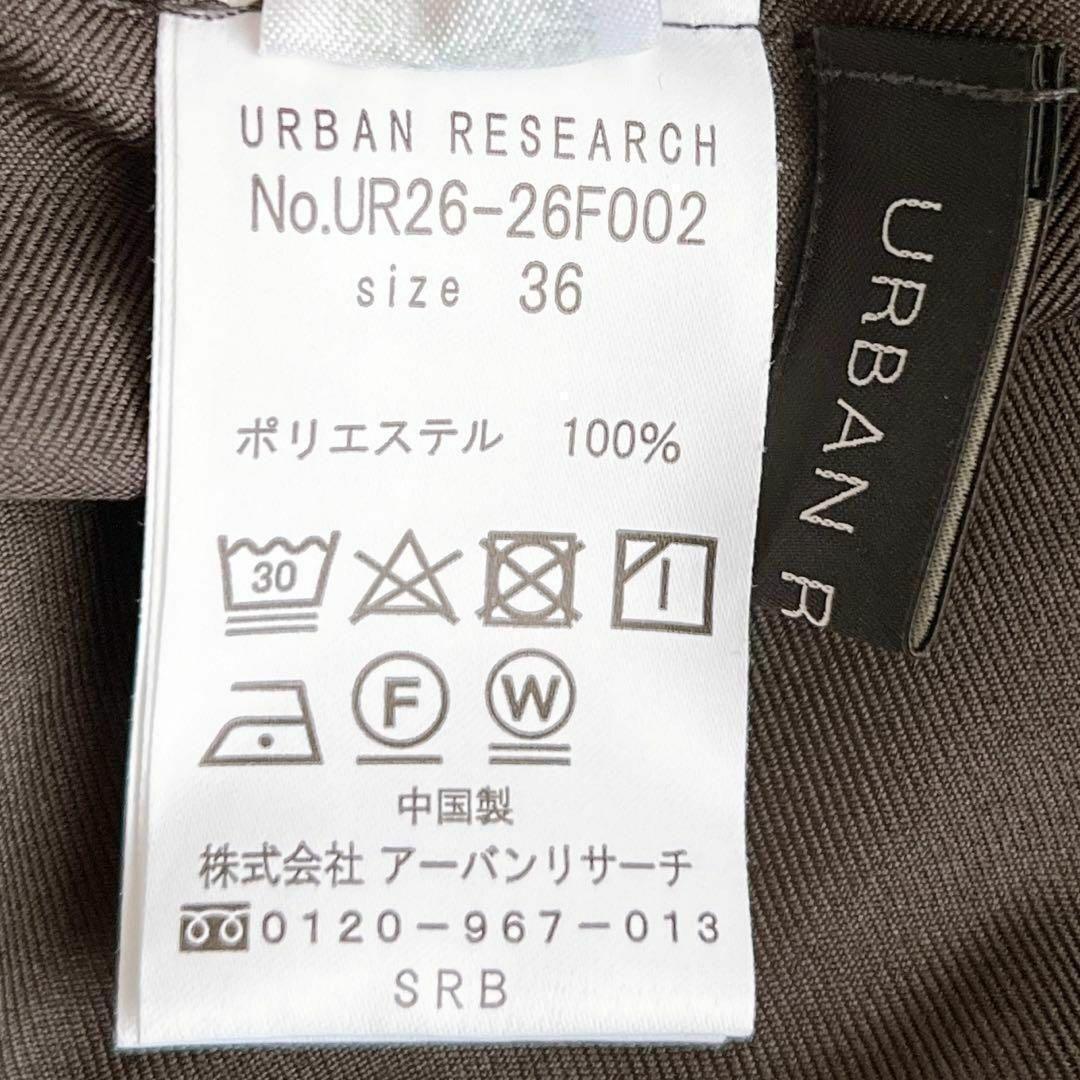 URBAN RESEARCH
No.UR26-26F002
size 36
ポリエステル 100%
30
F W
中国製
株式会社 アーバンリサーチ
0120-967-013
SRB
URBAN R